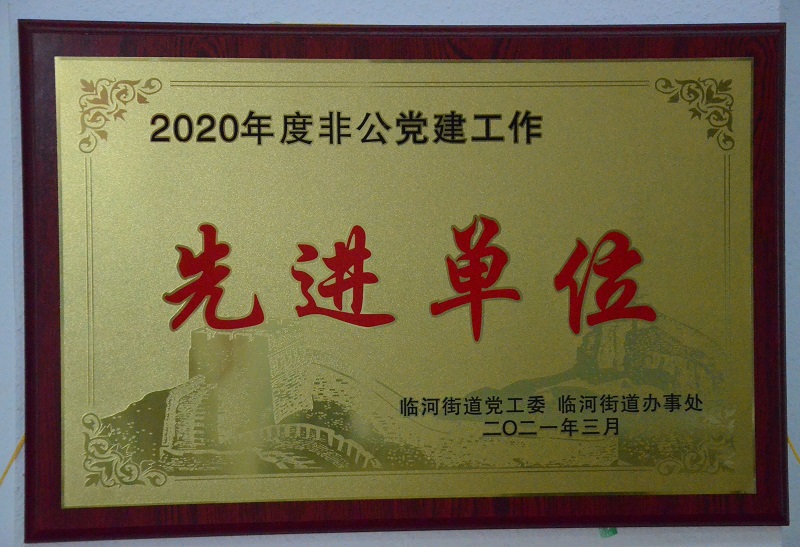 2020年度非公党建工作
先进单位
临河街道党工委 临河街道办事处
二〇二一年三月